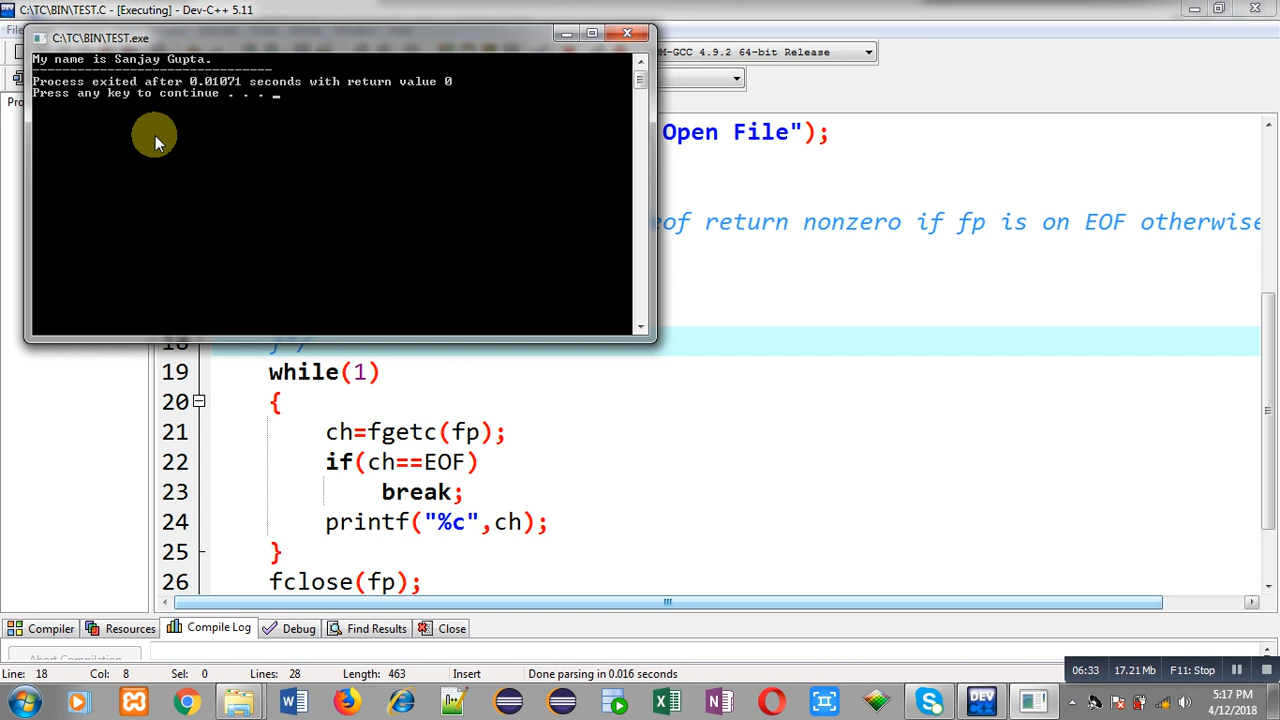 C:\TC\BIN\TEST.C - [Executing] - Dev-C++ 5.11
C:\TC\BIN\TEST.exe
My name is Sanjay Gupta.
--------------------------------
Process exited after 0.01071 seconds with return value 0
Press any key to continue . . . _
M-GCC 4.9.2 64-bit Release
Open File");
eof return nonzero if fp is on EOF otherwise
18 }*/
19 while(1)
20 {
21 ch=fgetc(fp);
22 if(ch==EOF)
23 break;
24 printf("%c",ch);
25 }
26 fclose(fp);
Compiler Resources Compile Log Debug Find Results Close
Abort Compilation
Line: 18 Col: 8 Sel: 0 Lines: 28 Length: 463 Insert Done parsing in 0.016 seconds
06:33 17.21 Mb F11: Stop
5:17 PM
4/12/2018